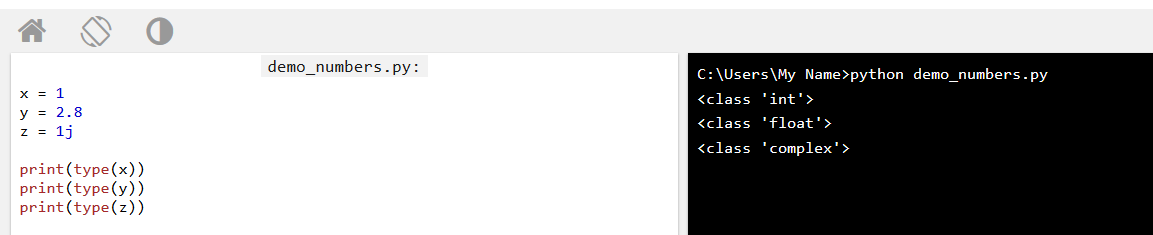 demo_numbers.py:
x = 1
y = 2.8
z = 1j
print(type(x))
print(type(y))
print(type(z))
C:\Users\My Name>python demo_numbers.py
<class 'int'>
<class 'float'>
<class 'complex'>